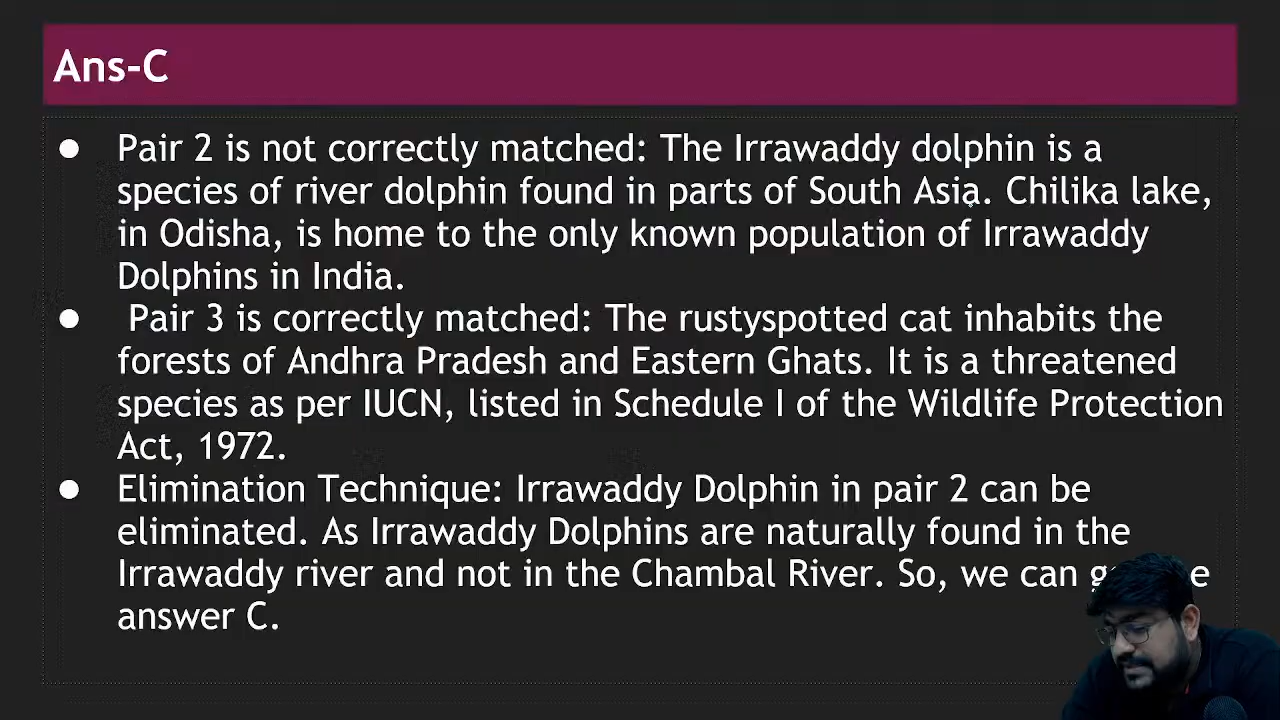 Ans-C
● Pair 2 is not correctly matched: The Irrawaddy dolphin is a
species of river dolphin found in parts of South Asia. Chilika lake,
in Odisha, is home to the only known population of Irrawaddy
Dolphins in India.
● Pair 3 is correctly matched: The rustyspotted cat inhabits the
forests of Andhra Pradesh and Eastern Ghats. It is a threatened
species as per IUCN, listed in Schedule I of the Wildlife Protection
Act, 1972.
● Elimination Technique: Irrawaddy Dolphin in pair 2 can be
eliminated. As Irrawaddy Dolphins are naturally found in the
Irrawaddy river and not in the Chambal River. So, we can
answer C.